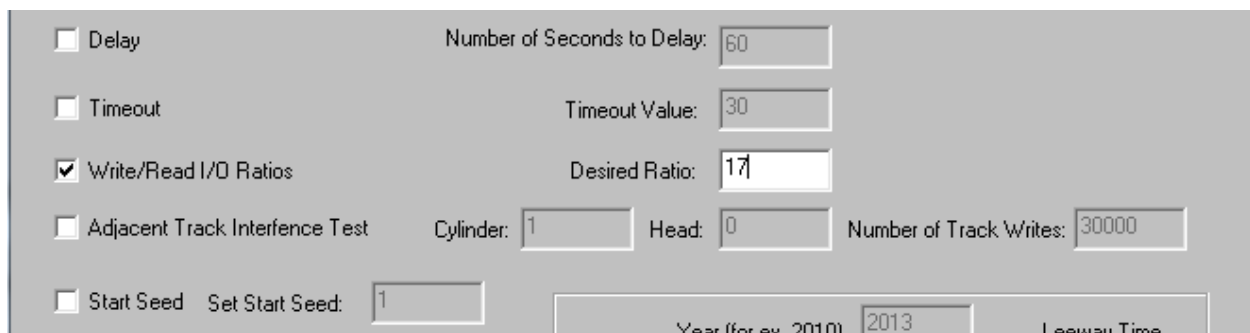 Delay Number of Seconds to Delay: 60
Timeout Timeout Value: 30
Write/Read I/O Ratios Desired Ratio: 17
Adjacent Track Interfence Test Cylinder: 1 Head: 0 Number of Track Writes: 30000
Start Seed Set Start Seed: 1
Year (for ex. 2010) 2013 Leeway Time